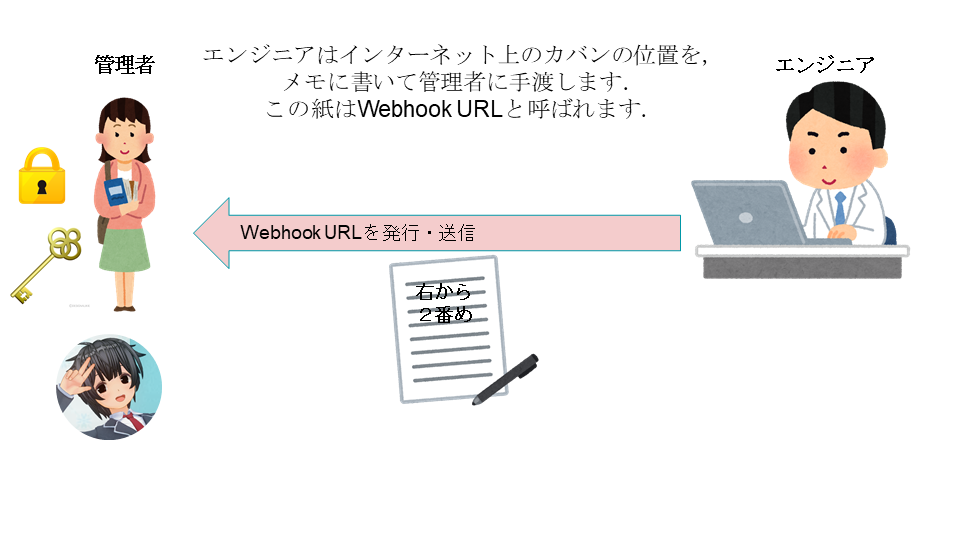 管理者
エンジニアはインターネット上のカバンの位置を，
メモに書いて管理者に手渡します．
この紙はWebhook URLと呼ばれます．
エンジニア
Webhook URLを発行・送信
右から
２番め